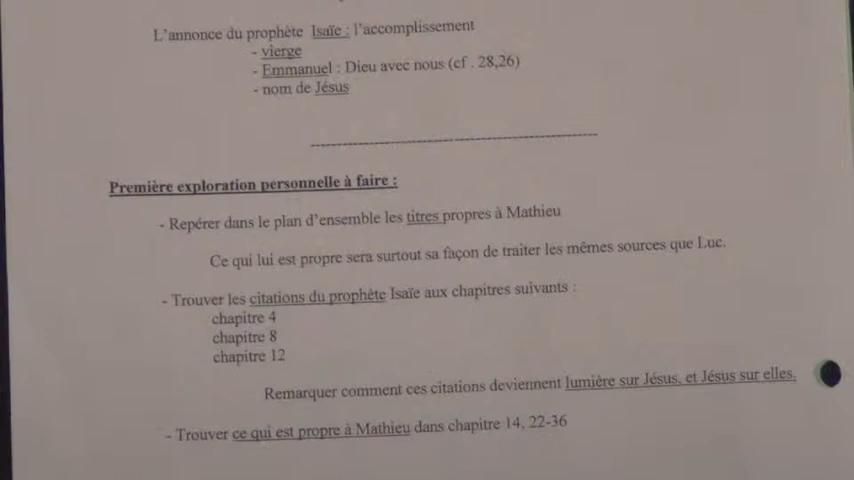 L'annonce du prophète Isaïe : l'accomplissement
- vierge
- Emmanuel : Dieu avec nous (cf . 28,26)
- nom de Jésus
----------------------------------------------------
Première exploration personnelle à faire :
- Repérer dans le plan d'ensemble les titres propres à Mathieu
Ce qui lui est propre sera surtout sa façon de traiter les mêmes sources que Luc.
- Trouver les citations du prophète Isaïe aux chapitres suivants :
chapitre 4
chapitre 8
chapitre 12
Remarquer comment ces citations deviennent lumière sur Jésus, et Jésus sur elles.
- Trouver ce qui est propre à Mathieu dans chapitre 14, 22-36